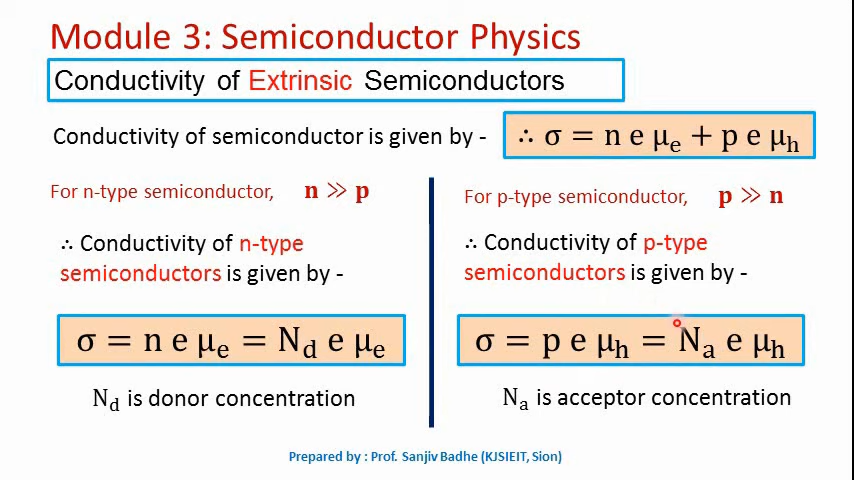 Module 3: Semiconductor Physics
Conductivity of Extrinsic Semiconductors
Conductivity of semiconductor is given by -
∴ σ = n e μₑ + p e μₕ
For n-type semiconductor, n ≫ p
∴ Conductivity of n-type
semiconductors is given by -
σ = n e μₑ = N_d e μₑ
N_d is donor concentration
For p-type semiconductor, p ≫ n
∴ Conductivity of p-type
semiconductors is given by -
σ = p e μₕ = Nₐ e μₕ
Nₐ is acceptor concentration
Prepared by : Prof. Sanjiv Badhe (KJSIEIT, Sion)